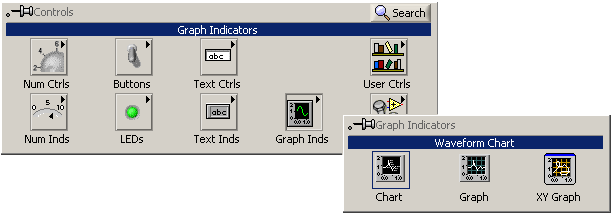 Controls
Search
Graph Indicators
Num Ctrls
Buttons
Text Ctrls
User Ctrls
Num Inds
LEDs
Text Inds
Graph Inds
Graph Indicators
Waveform Chart
Chart
Graph
XY Graph